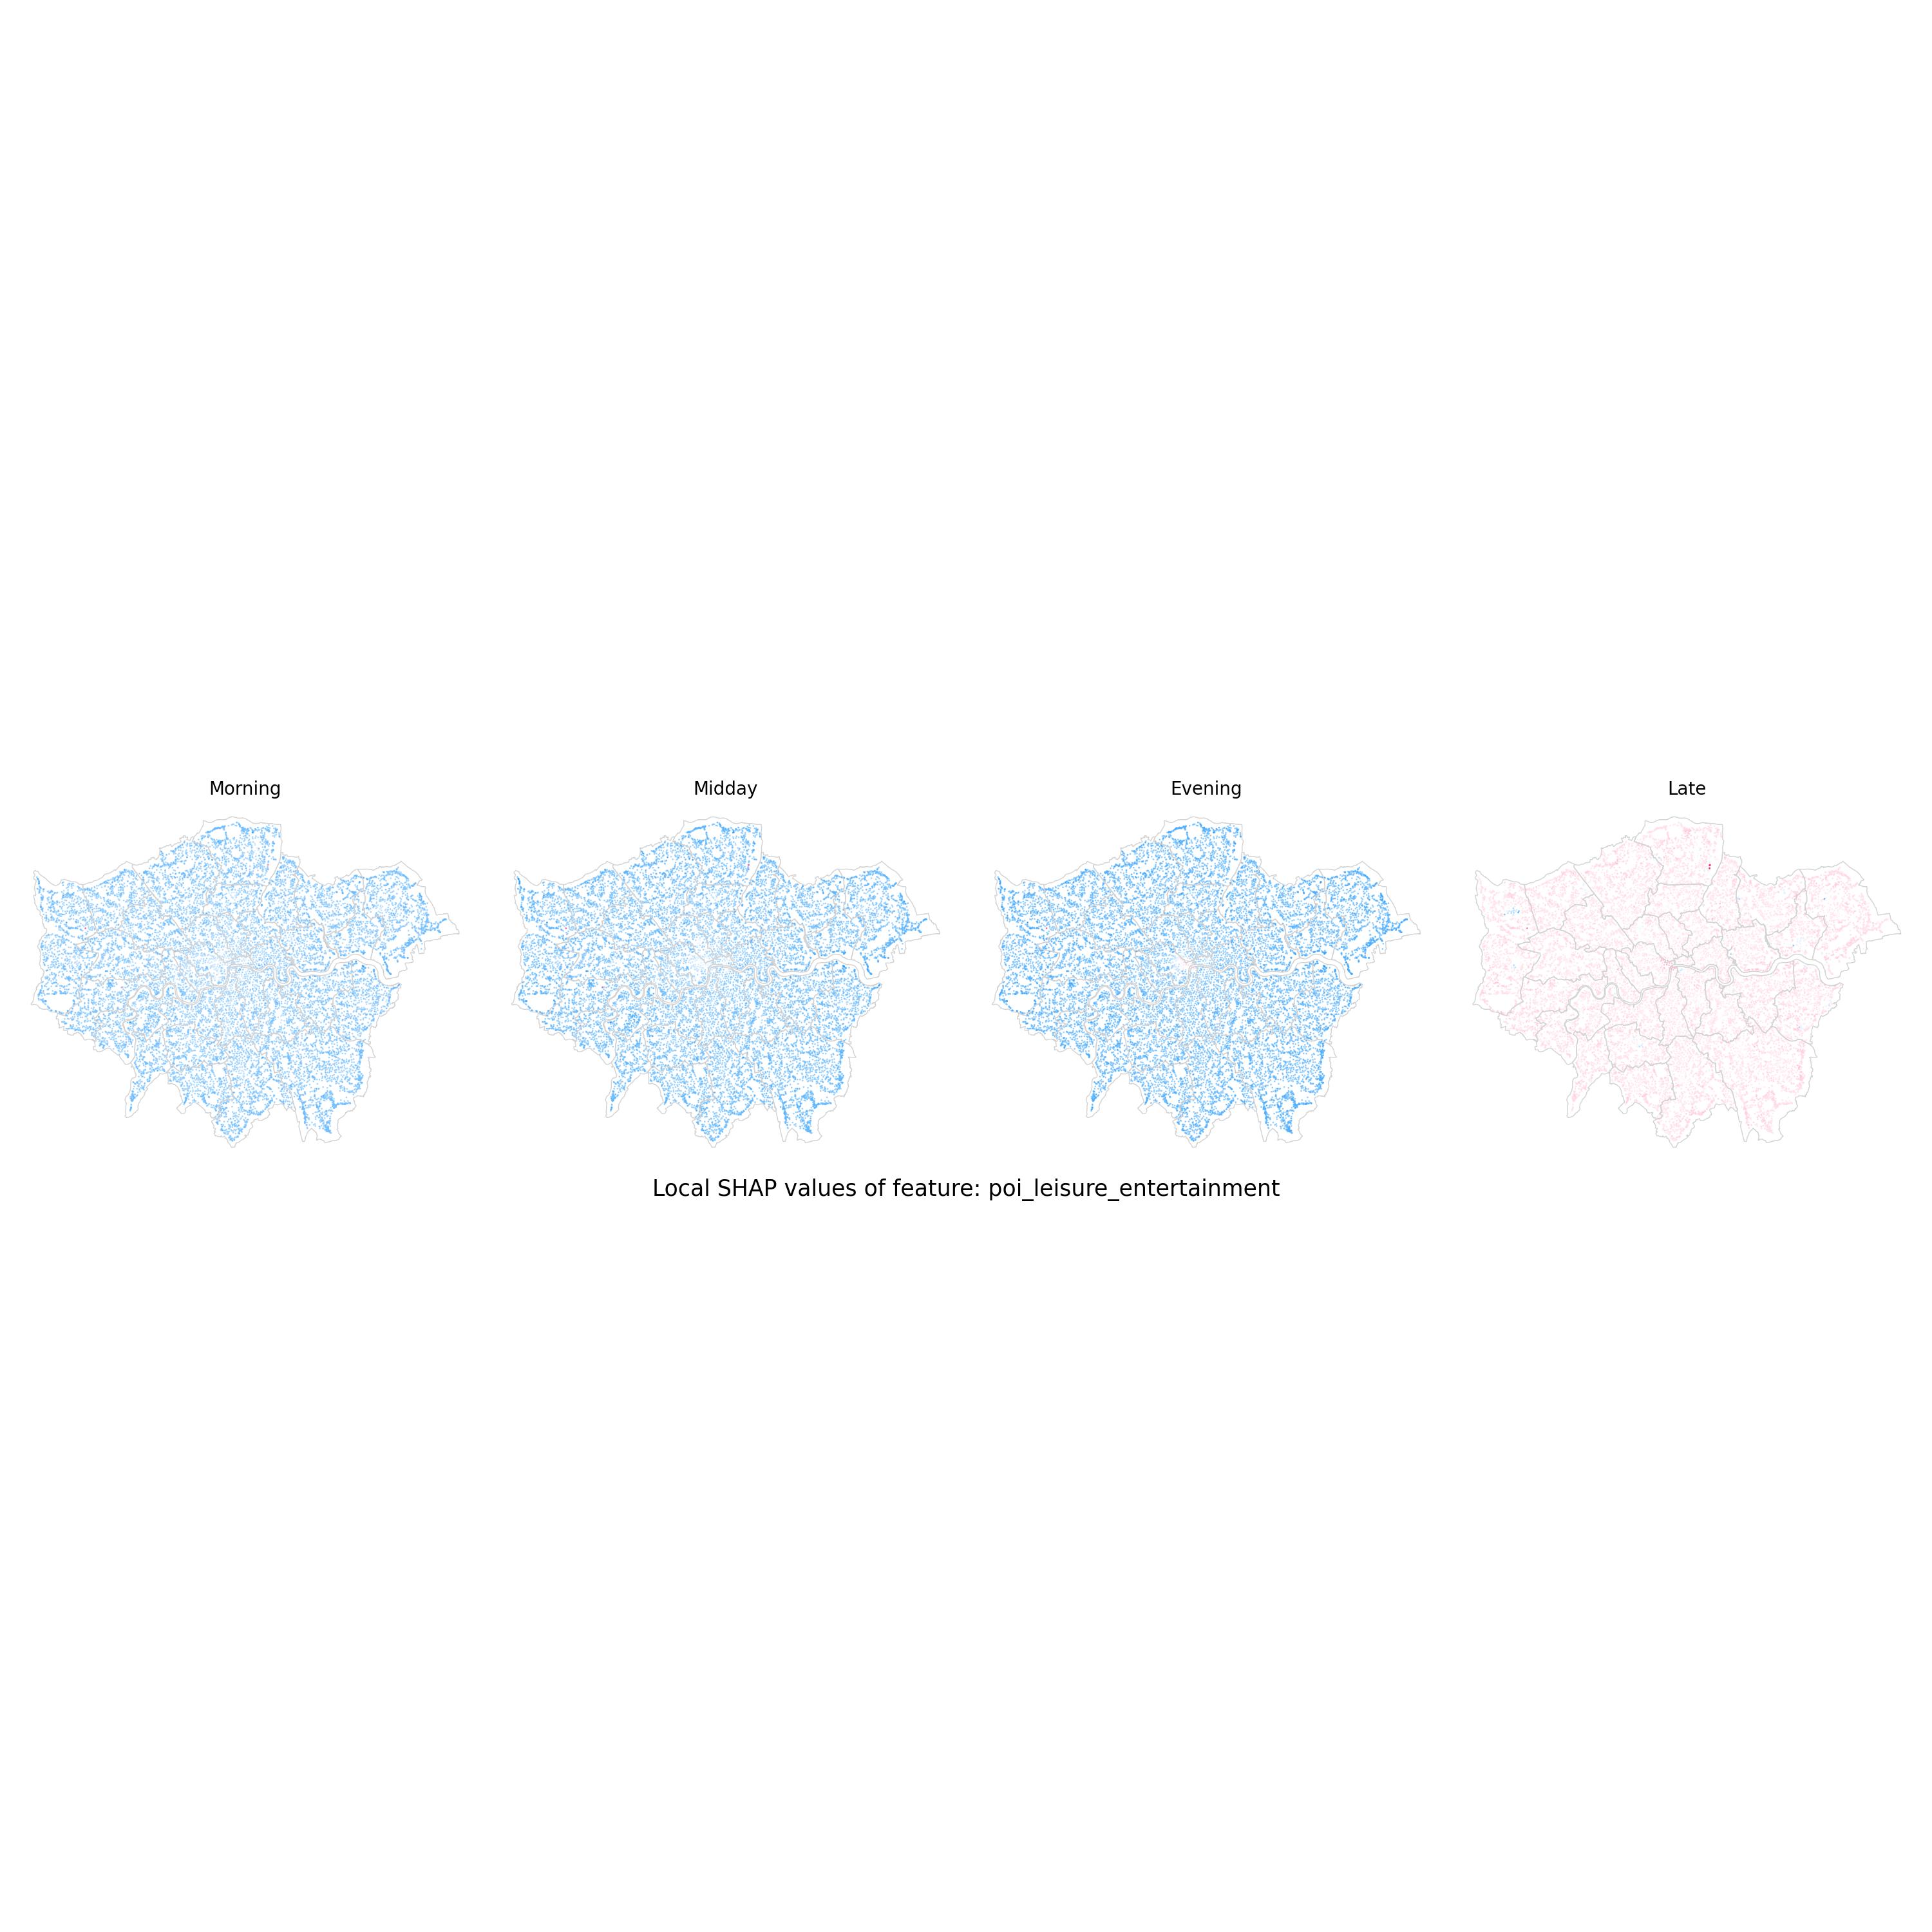 Morning Midday Evening Late
Local SHAP values of feature: poi_leisure_entertainment